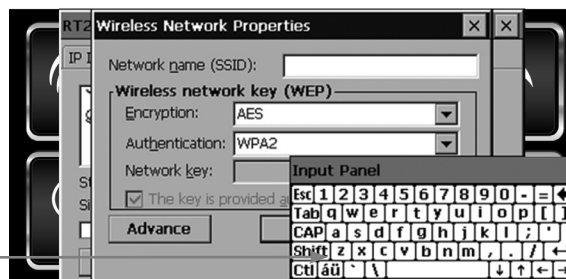 RT2 Wireless Network Properties
IP I
Network name (SSID):
Wireless network key (WEP)
Encryption: AES
Authentication: WPA2
Network key:
The key is provided
Advance
St
Si
Input Panel
Esc 1 2 3 4 5 6 7 8 9 0 - =
Tab q w e r t y u i o p [ ]
CAP a s d f g h j k l ; '
Shift z x c v b n m , . /
Ctl áü ` \